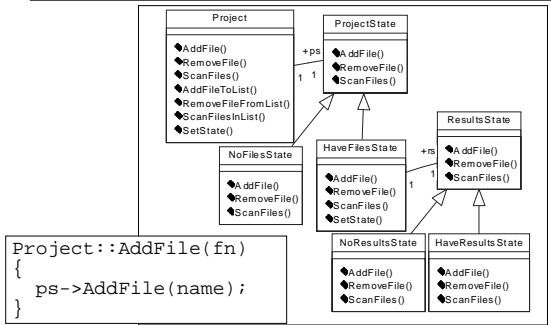 Project
AddFile()
RemoveFile()
ScanFiles()
AddFileToList()
RemoveFileFromList()
ScanFilesInList()
SetState()
+ps
1
1
ProjectState
AddFile()
RemoveFile()
ScanFiles()
NoFilesState
AddFile()
RemoveFile()
ScanFiles()
HaveFilesState
AddFile()
RemoveFile()
ScanFiles()
SetState()
+rs
1
1
ResultsState
AddFile()
RemoveFile()
ScanFiles()
NoResultsState
AddFile()
RemoveFile()
ScanFiles()
HaveResultsState
AddFile()
RemoveFile()
ScanFiles()
Project::AddFile(fn)
{
ps->AddFile(name);
}